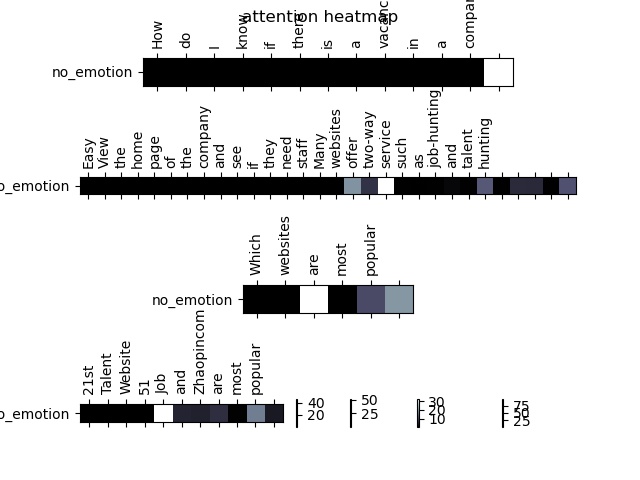 attention heatmap
How do I know if there is a vacanc in a compan
no_emotion
Easy View the home page of the company and see if they need staff Many websites offer two-way service such as job-hunting and talent hunting
o_emotion
Which websites are most popular
no_emotion
21st Talent Website 51 Job and Zhaopincom are most popular
o_emotion
40 20
50 25
30 20 10
75 50 25